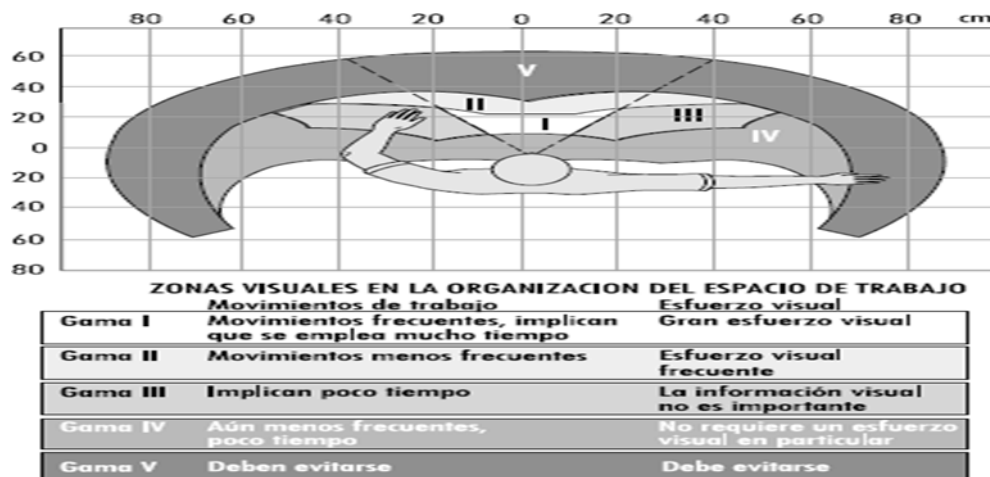 80 60 40 20 0 20 40 60 80 cm
60
40
20
0
20
40
60
80
V
II
I
III
IV
ZONAS VISUALES EN LA ORGANIZACION DEL ESPACIO DE TRABAJO
Movimientos de trabajo Esfuerzo visual
Gama I Movimientos frecuentes, implican Gran esfuerzo visual
que se emplea mucho tiempo
Gama II Movimientos menos frecuentes Esfuerzo visual
frecuente
Gama III Implican poco tiempo La información visual
no es importante
Gama IV Aún menos frecuentes, No requiere un esfuerzo
poco tiempo visual en particular
Gama V Deben evitarse Debe evitarse